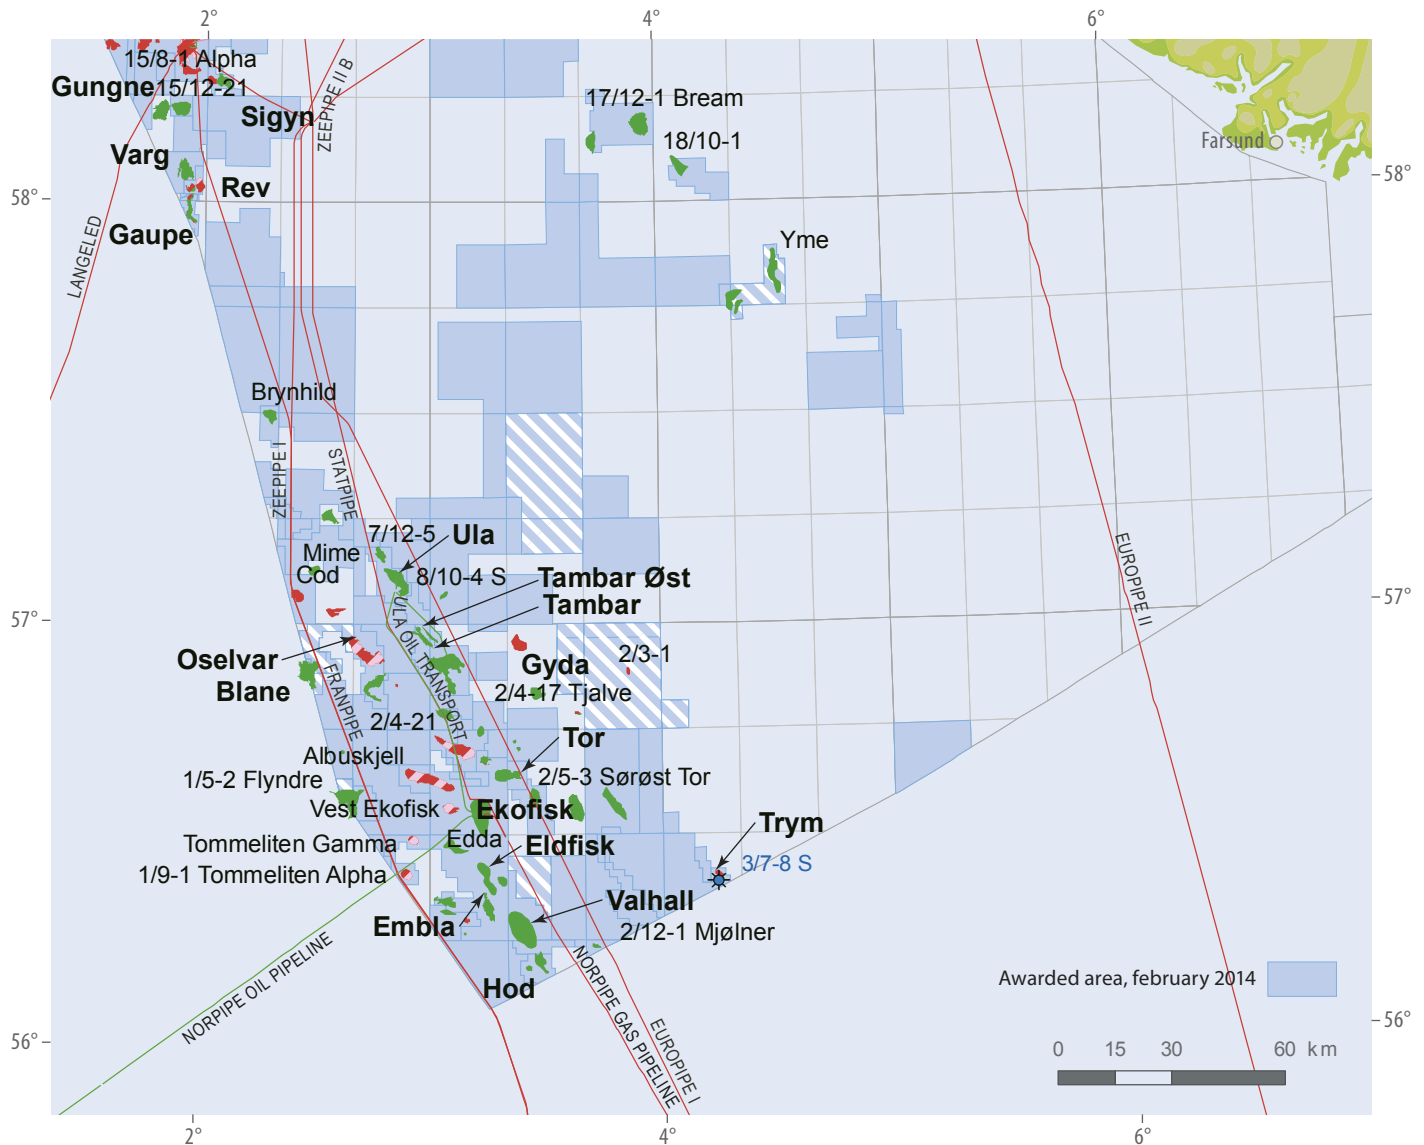 2°
4°
6°
15/8-1 Alpha
Gungne
15/12-21
Sigyn
ZEEPIPE II B
17/12-1 Bream
18/10-1
Farsund
Varg
Rev
58°
58°
Gaupe
LANGELED
Yme
Brynhild
ZEEPIPE I
STATPIPE
7/12-5
Ula
Mime
Cod
8/10-4 S
Tambar Øst
Tambar
EUROPIPE II
57°
57°
ULA OIL TRANSPORT
Oselvar
Blane
Gyda
2/3-1
FRANPIPE
2/4-17 Tjalve
2/4-21
Tor
Albuskjell
1/5-2 Flyndre
2/5-3 Sørøst Tor
Vest Ekofisk
Ekofisk
Trym
Tommeliten Gamma
Edda
Eldfisk
3/7-8 S
1/9-1 Tommeliten Alpha
Valhall
Embla
2/12-1 Mjølner
NORPIPE OIL PIPELINE
Hod
NORPIPE GAS PIPELINE
EUROPIPE I
Awarded area, february 2014
56°
56°
0 15 30 60 km
2°
4°
6°